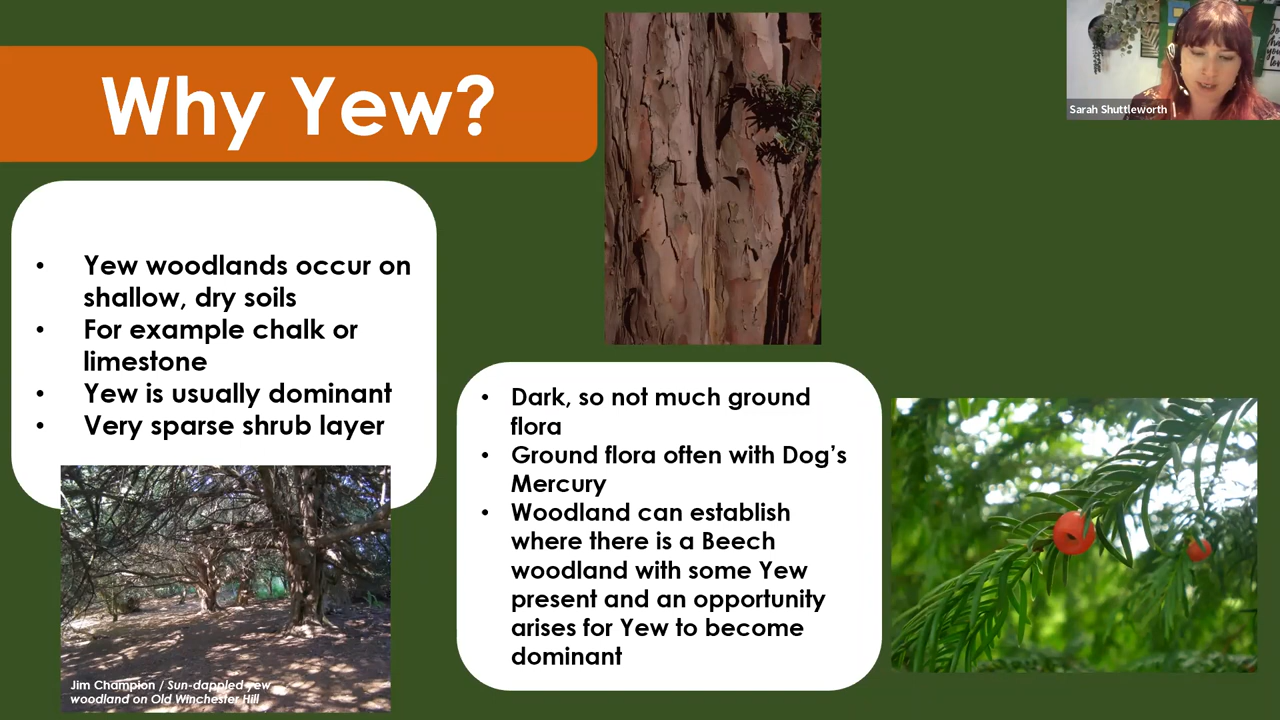 Why Yew?
Sarah Shuttleworth
• Yew woodlands occur on
shallow, dry soils
• For example chalk or
limestone
• Yew is usually dominant
• Very sparse shrub layer
• Dark, so not much ground
flora
• Ground flora often with Dog’s
Mercury
• Woodland can establish
where there is a Beech
woodland with some Yew
present and an opportunity
arises for Yew to become
dominant
Jim Champion / Sun-dappled yew
woodland on Old Winchester Hill